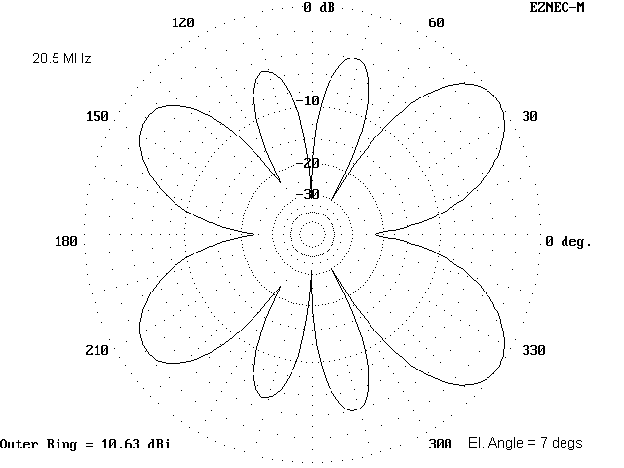 0 dB
EZNEC-M
120
60
20.5 MHz
-10
150
30
-20
-30
180
0 deg.
210
330
Outer Ring = 10.63 dBi
300
El. Angle = 7 degs